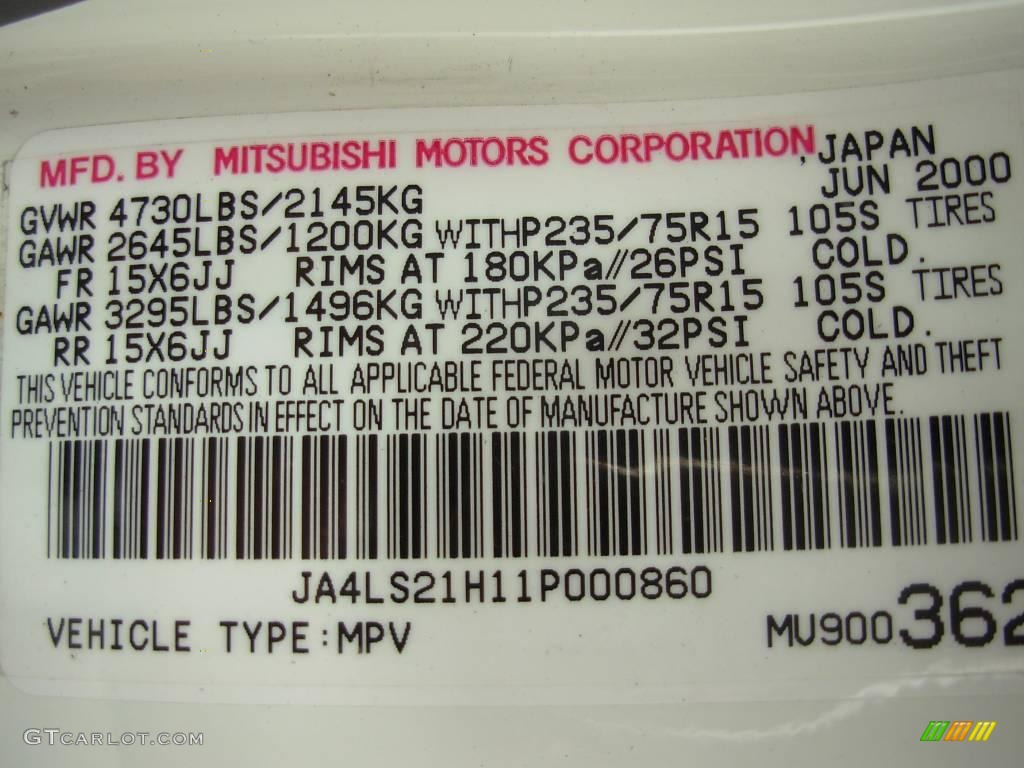 MFD. BY MITSUBISHI MOTORS CORPORATION, JAPAN
JUN 2000
GVWR 4730LBS/2145KG
GAWR 2645LBS/1200KG WITHP235/75R15 105S TIRES
FR 15X6JJ RIMS AT 180KPa//26PSI COLD.
GAWR 3295LBS/1496KG WITHP235/75R15 105S TIRES
RR 15X6JJ RIMS AT 220KPa//32PSI COLD.
THIS VEHICLE CONFORMS TO ALL APPLICABLE FEDERAL MOTOR VEHICLE SAFETY AND THEFT
PREVENTION STANDARDS IN EFFECT ON THE DATE OF MANUFACTURE SHOWN ABOVE.
JA4LS21H11P000860
VEHICLE TYPE:MPV
MU900362
GTCARLOT.COM